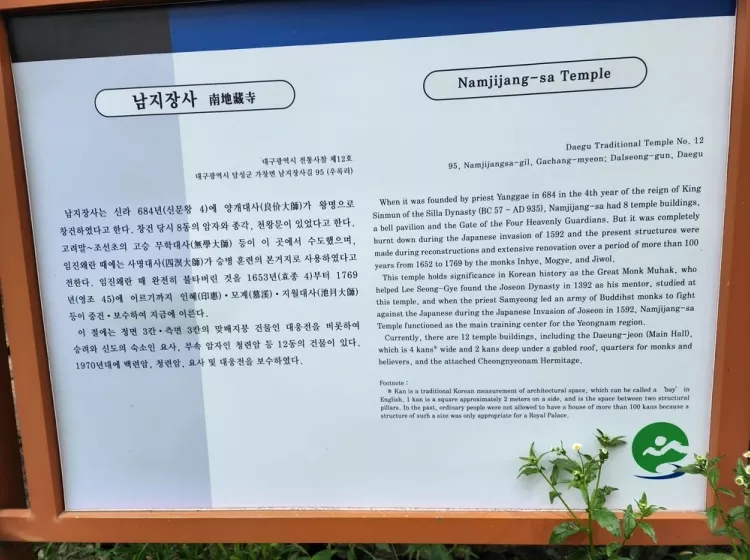 남지장사 南地藏寺
대구광역시 전통사찰 제12호
대구광역시 달성군 가창면 남지장사길 95 (우록리)
남지장사는 신라 684년(신문왕 4)에 양개대사(良价大師)가 왕명으로
창건하였다고 한다. 창건 당시 8동의 암자와 종각, 천왕문이 있었다고 한다.
고려말~조선초의 고승 무학대사(無學大師) 등이 이 곳에서 수도했으며,
임진왜란 때에는 사명대사(四溟大師)가 승병 훈련의 본거지로 사용하였다고
전한다. 임진왜란 때 완전히 불타버린 것을 1653년(효종 4)부터 1769
년(영조 45)에 이르기까지 인혜(印惠)·모계(慕溪)·지월대사(池月大師)
등이 중건·보수하여 지금에 이른다.
이 절에는 정면 3칸·측면 3칸의 맞배지붕 건물인 대웅전을 비롯하여
승려와 신도의 숙소인 요사, 부속 암자인 청련암 등 12동의 건물이 있다.
1970년대에 백련암, 청련암, 요사 및 대웅전을 보수하였다.
Namjijang-sa Temple
Daegu Traditional Temple No. 12
95, Namjijangsa-gil, Gachang-myeon; Dalseong-gun, Daegu
When it was founded by priest Yanggae in 684 in the 4th year of the reign of King
Sinmun of the Silla Dynasty (BC 57 - AD 935), Namjijang-sa had 8 temple buildings,
a bell pavilion and the Gate of the Four Heavenly Guardians. But it was completely
burnt down during the Japanese invasion of 1592 and the present structures were
made during reconstructions and extensive renovation over a period of more than 100
years from 1652 to 1769 by the monks Inhye, Mogye, and Jiwol.
This temple holds significance in Korean history as the Great Monk Muhak, who
helped Lee Seong-Gye found the Joseon Dynasty in 1392 as his mentor, studied at
this temple, and when the priest Samyeong led an army of Buddhist monks to fight
against the Japanese during the Japanese Invasion of Joseon in 1592, Namjijang-sa
Temple functioned as the main training center for the Yeongnam region.
Currently, there are 12 temple buildings, including the Daeung-jeon (Main Hall),
which is 4 kans* wide and 2 kans deep under a gabled roof, quarters for monks and
believers, and the attached Cheongnyeonam Hermitage.
Footnote :
※ Kan is a traditional Korean measurement of architectural space, which can be called a 'bay' in
English. 1 kan is a square approximately 2 meters on a side, and is the space between two structural
pillars. In the past, ordinary people were not allowed to have a house of more than 100 kans because a
structure of such a size was only appropriate for a Royal Palace.